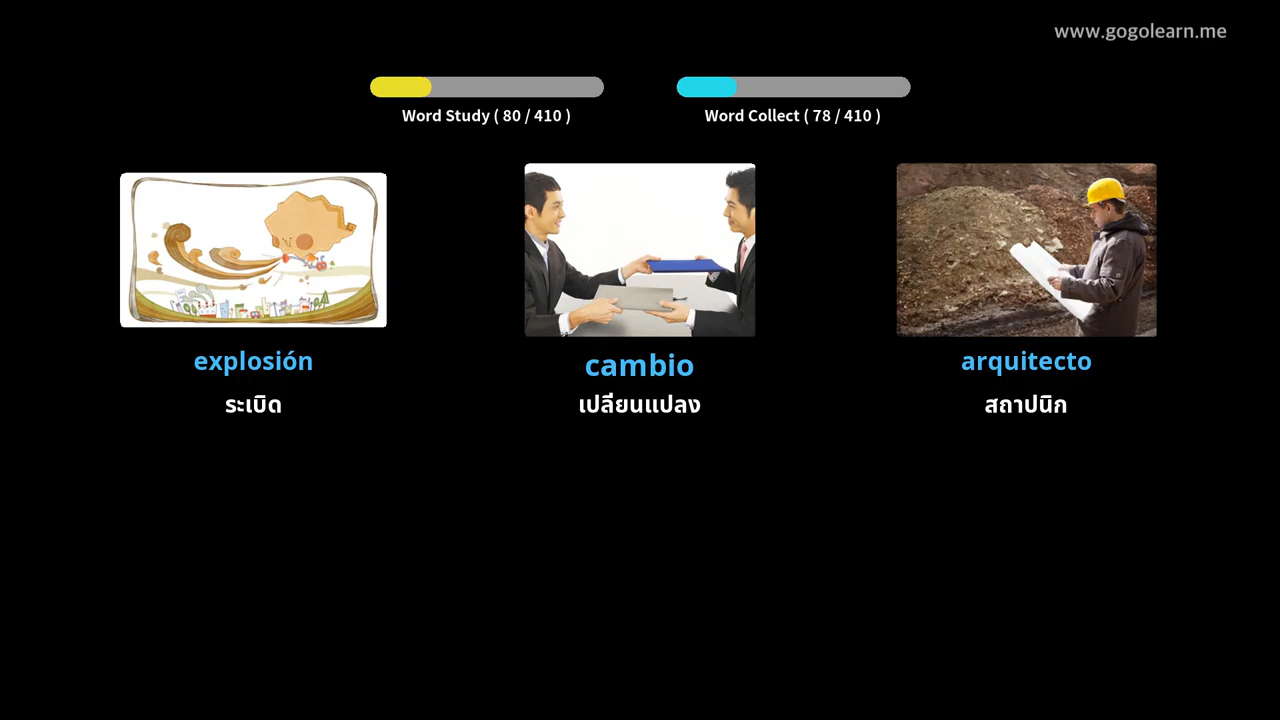 www.gogolearn.me
Word Study ( 80 / 410 )
Word Collect ( 78 / 410 )
explosión
cambio
arquitecto
ระเบิด
เปลี่ยนแปลง
สถาปนิก